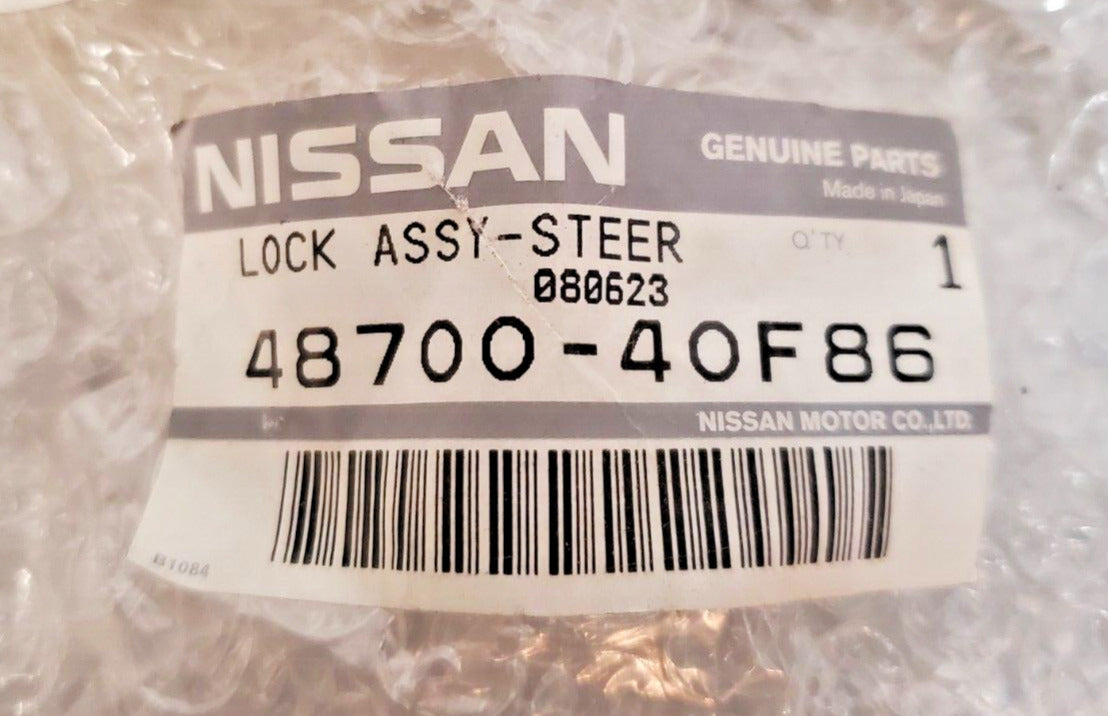 NISSAN
GENUINE PARTS
Made in Japan
LOCK ASSY-STEER
Q'TY 1
080623
48700-40F86
NISSAN MOTOR CO.,LTD.
B1084